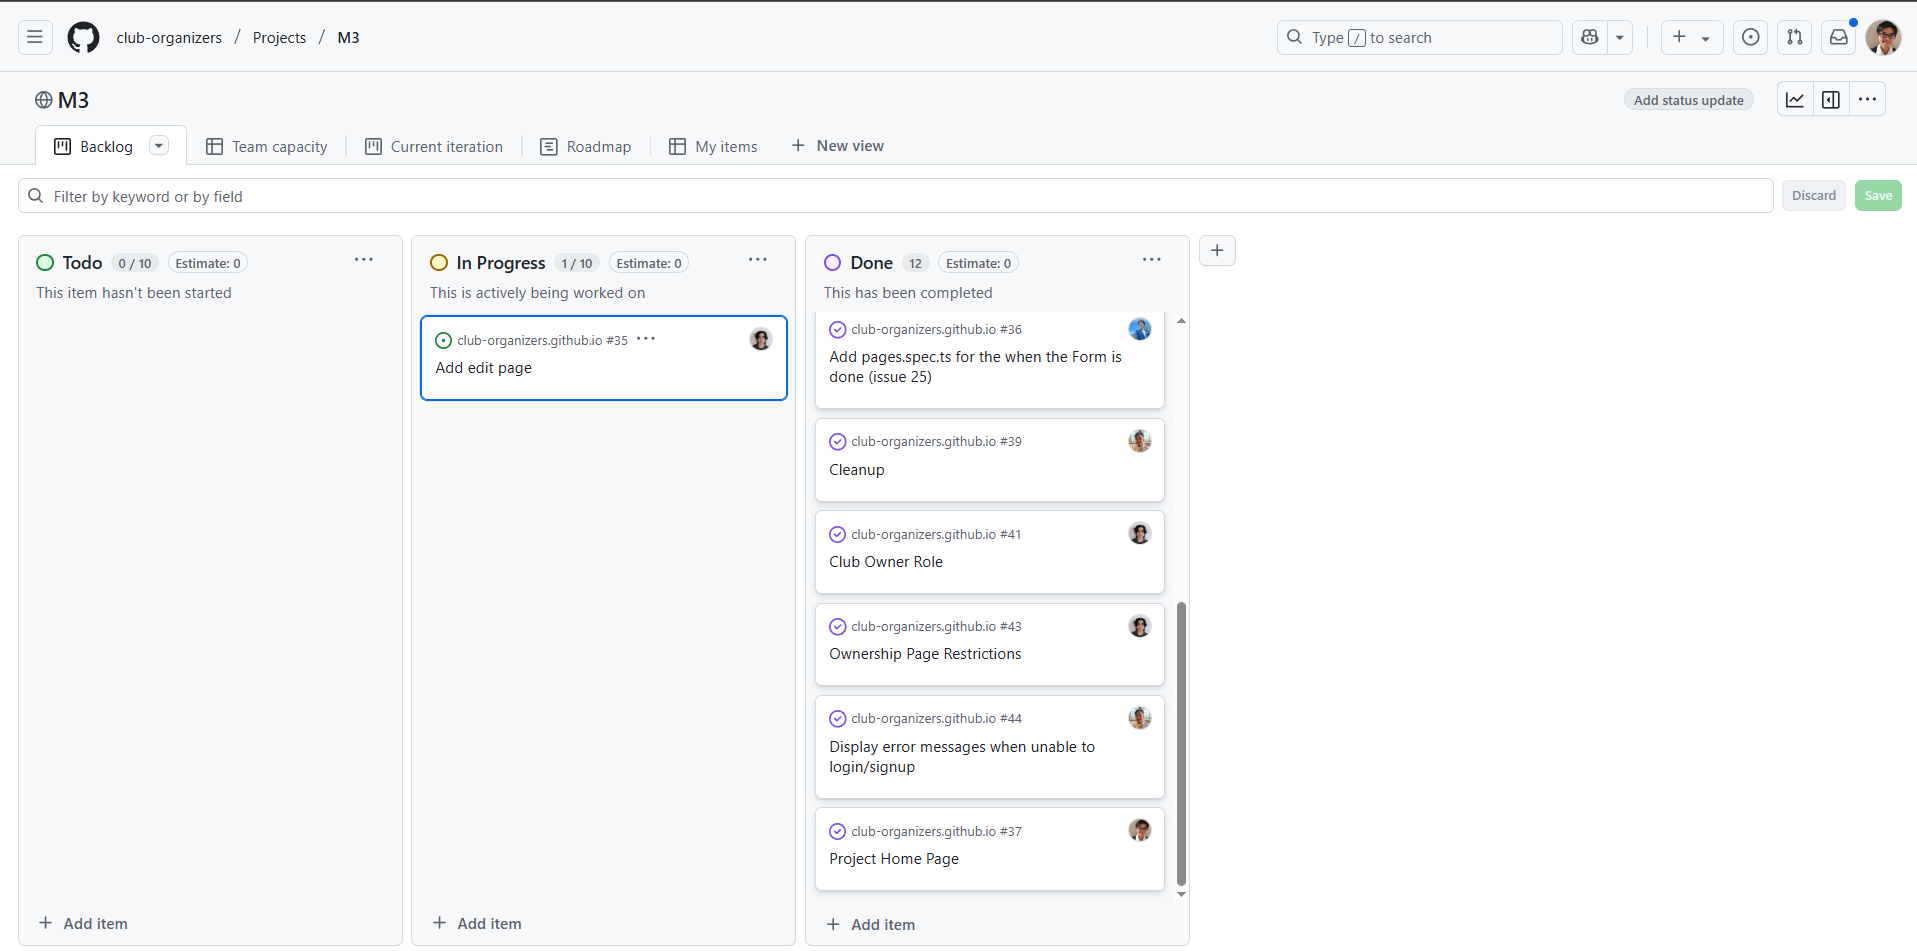 club-organizers / Projects / M3
Type / to search
M3
Add status update
Backlog
Team capacity
Current iteration
Roadmap
My items
New view
Filter by keyword or by field
Discard
Save
Todo 0 / 10 Estimate: 0
This item hasn't been started
Add item
In Progress 1 / 10 Estimate: 0
This is actively being worked on
club-organizers.github.io #35
Add edit page
Add item
Done 12 Estimate: 0
This has been completed
club-organizers.github.io #36
Add pages.spec.ts for the when the Form is
done (issue 25)
club-organizers.github.io #39
Cleanup
club-organizers.github.io #41
Club Owner Role
club-organizers.github.io #43
Ownership Page Restrictions
club-organizers.github.io #44
Display error messages when unable to
login/signup
club-organizers.github.io #37
Project Home Page
Add item